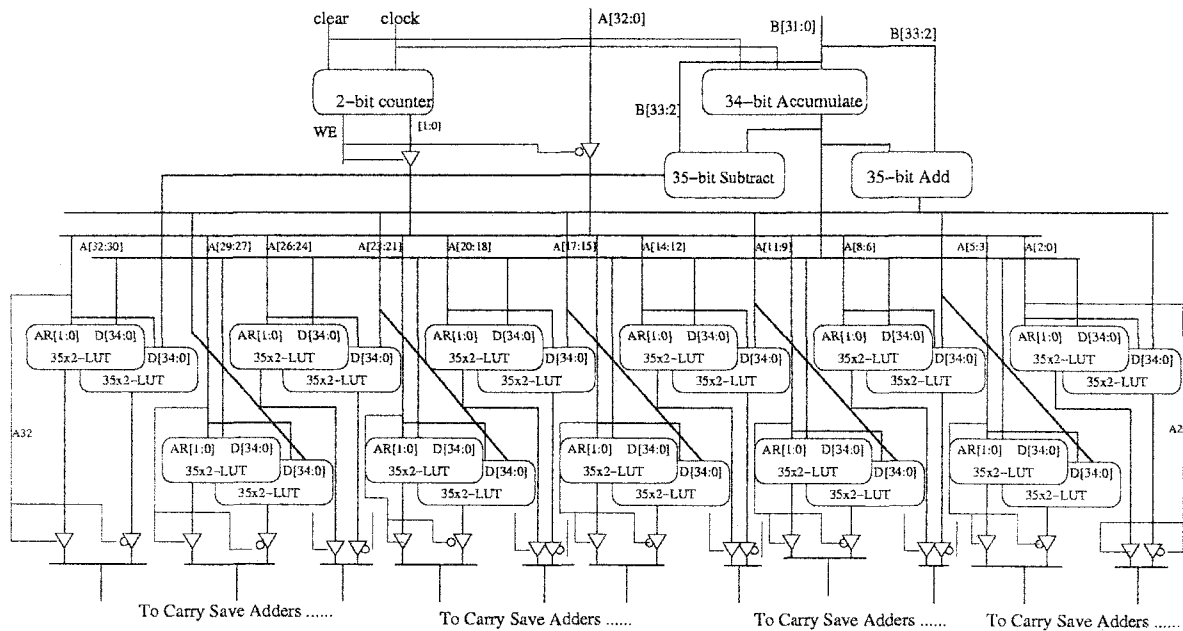 clear clock A[32:0] B[31:0] B[33:2]
2-bit counter B[33:2] 34-bit Accumulate
WE [1:0]
35-bit Subtract 35-bit Add
A[32:30] A[29:27] A[26:24] A[23:21] A[20:18] A[17:15] A[14:12] A[11:9] A[8:6] A[5:3] A[2:0]
AR[1:0] D[34:0] AR[1:0] D[34:0] AR[1:0] D[34:0] AR[1:0] D[34:0] AR[1:0] D[34:0] AR[1:0] D[34:0]
35x2-LUT D[34:0] 35x2-LUT D[34:0] 35x2-LUT D[34:0] 35x2-LUT D[34:0] 35x2-LUT D[34:0] 35x2-LUT D[34:0]
35x2-LUT 35x2-LUT 35x2-LUT 35x2-LUT 35x2-LUT 35x2-LUT
A32 A2
AR[1:0] D[34:0] AR[1:0] D[34:0] AR[1:0] D[34:0] AR[1:0] D[34:0] AR[1:0] D[34:0]
35x2-LUT D[34:0] 35x2-LUT D[34:0] 35x2-LUT D[34:0] 35x2-LUT D[34:0] 35x2-LUT D[34:0]
35x2-LUT 35x2-LUT 35x2-LUT 35x2-LUT 35x2-LUT
To Carry Save Adders ...... To Carry Save Adders ...... To Carry Save Adders ...... To Carry Save Adders ......